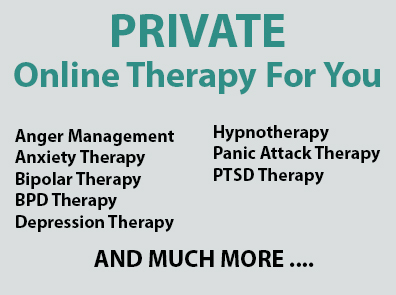 PRIVATE
Online Therapy For You
Anger Management
Anxiety Therapy
Bipolar Therapy
BPD Therapy
Depression Therapy
Hypnotherapy
Panic Attack Therapy
PTSD Therapy
AND MUCH MORE ....